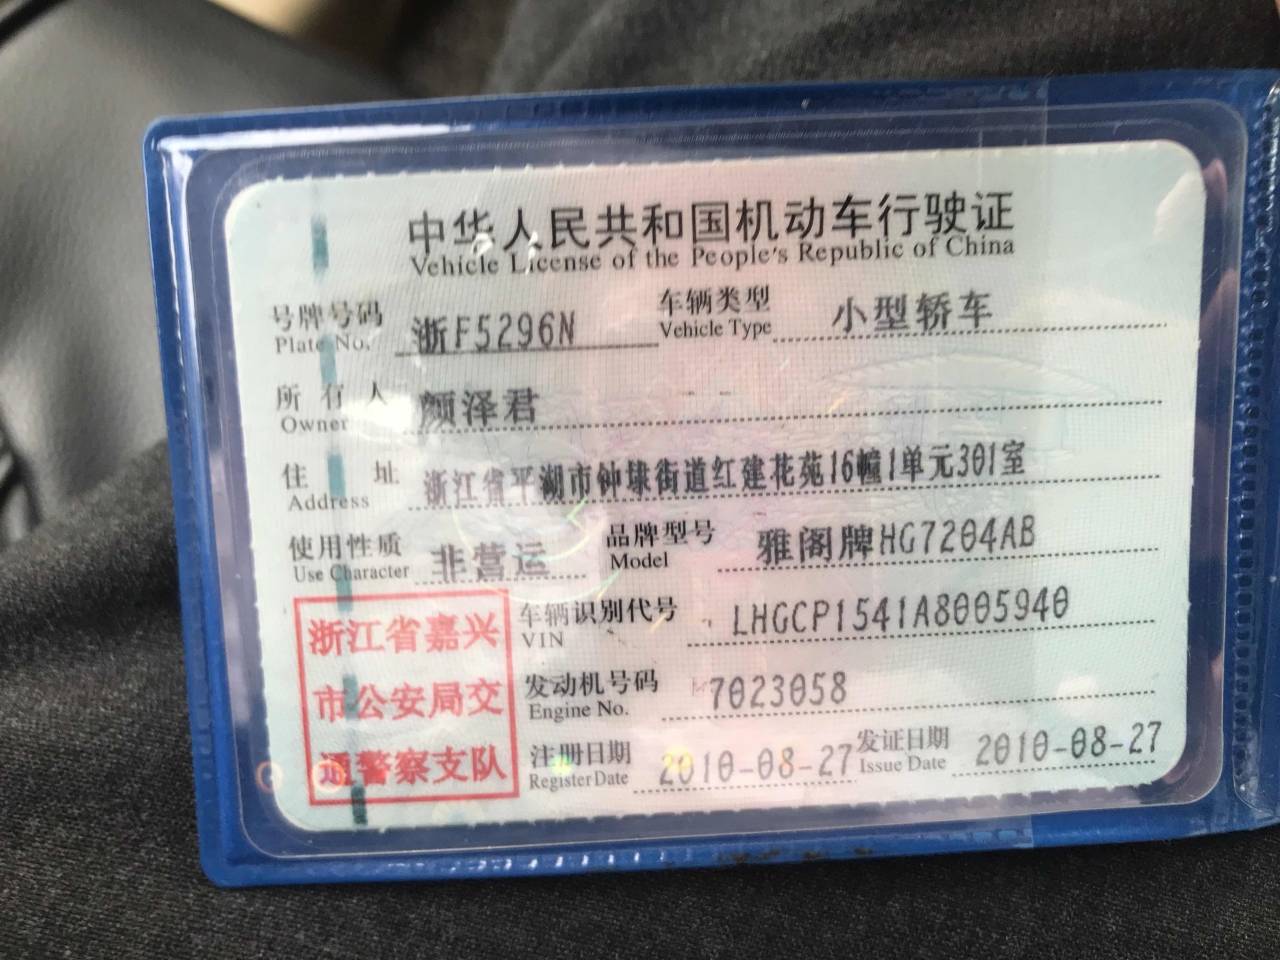 中华人民共和国机动车行驶证
Vehicle License of the People's Republic of China
号牌号码 浙F5296N 车辆类型 小型轿车
Plate No. Vehicle Type
所有人 颜泽君
Owner
住址 浙江省平湖市钟埭街道红建花苑16幢1单元301室
Address
使用性质 非营运 品牌型号 雅阁牌HG7204AB
Use Character Model
浙江省嘉兴
市公安局交
通警察支队
车辆识别代号 LHGCP1541A8005940
VIN
发动机号码 7023058
Engine No.
注册日期 2010-08-27 发证日期 2010-08-27
Register Date Issue Date